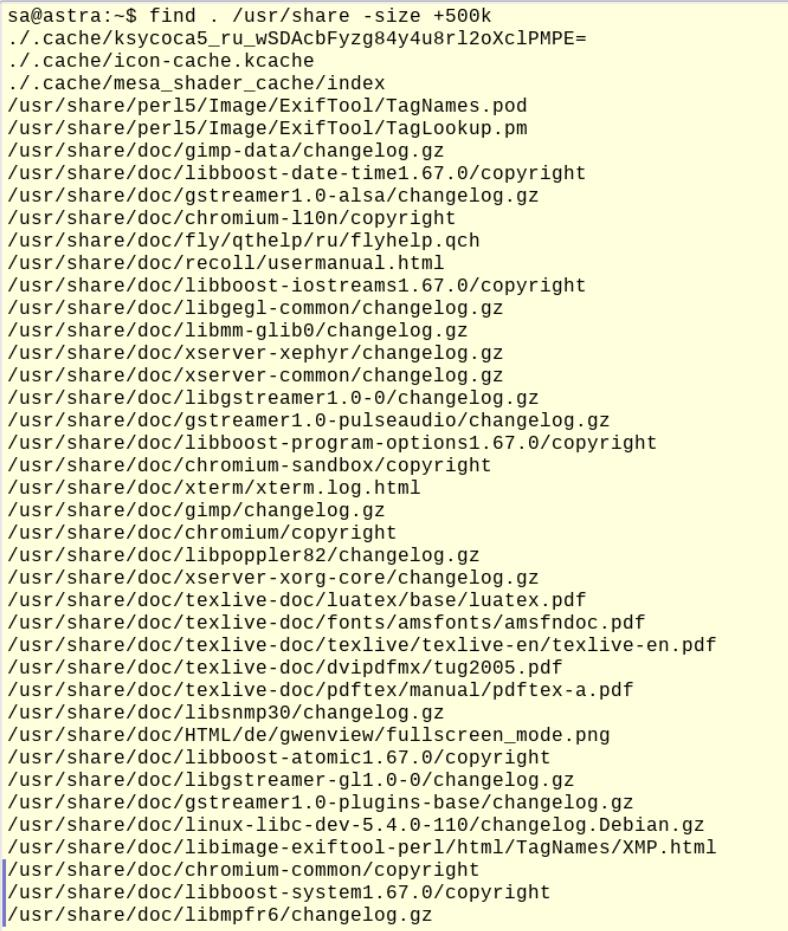 sa@astra:~$ find . /usr/share -size +500k
./.cache/ksycoca5_ru_wSDAcbFyzg84y4u8rl2oXclPMPE=
./.cache/icon-cache.kcache
./.cache/mesa_shader_cache/index
/usr/share/perl5/Image/ExifTool/TagNames.pod
/usr/share/perl5/Image/ExifTool/TagLookup.pm
/usr/share/doc/gimp-data/changelog.gz
/usr/share/doc/libboost-date-time1.67.0/copyright
/usr/share/doc/gstreamer1.0-alsa/changelog.gz
/usr/share/doc/chromium-l10n/copyright
/usr/share/doc/fly/qthelp/ru/flyhelp.qch
/usr/share/doc/recoll/usermanual.html
/usr/share/doc/libboost-iostreams1.67.0/copyright
/usr/share/doc/libgegl-common/changelog.gz
/usr/share/doc/libmm-glib0/changelog.gz
/usr/share/doc/xserver-xephyr/changelog.gz
/usr/share/doc/xserver-common/changelog.gz
/usr/share/doc/libgstreamer1.0-0/changelog.gz
/usr/share/doc/gstreamer1.0-pulseaudio/changelog.gz
/usr/share/doc/libboost-program-options1.67.0/copyright
/usr/share/doc/chromium-sandbox/copyright
/usr/share/doc/xterm/xterm.log.html
/usr/share/doc/gimp/changelog.gz
/usr/share/doc/chromium/copyright
/usr/share/doc/libpoppler82/changelog.gz
/usr/share/doc/xserver-xorg-core/changelog.gz
/usr/share/doc/texlive-doc/luatex/base/luatex.pdf
/usr/share/doc/texlive-doc/fonts/amsfonts/amsfndoc.pdf
/usr/share/doc/texlive-doc/texlive/texlive-en/texlive-en.pdf
/usr/share/doc/texlive-doc/dvipdfmx/tug2005.pdf
/usr/share/doc/texlive-doc/pdftex/manual/pdftex-a.pdf
/usr/share/doc/libsnmp30/changelog.gz
/usr/share/doc/HTML/de/gwenview/fullscreen_mode.png
/usr/share/doc/libboost-atomic1.67.0/copyright
/usr/share/doc/libgstreamer-gl1.0-0/changelog.gz
/usr/share/doc/gstreamer1.0-plugins-base/changelog.gz
/usr/share/doc/linux-libc-dev-5.4.0-110/changelog.Debian.gz
/usr/share/doc/libimage-exiftool-perl/html/TagNames/XMP.html
/usr/share/doc/chromium-common/copyright
/usr/share/doc/libboost-system1.67.0/copyright
/usr/share/doc/libmpfr6/changelog.gz